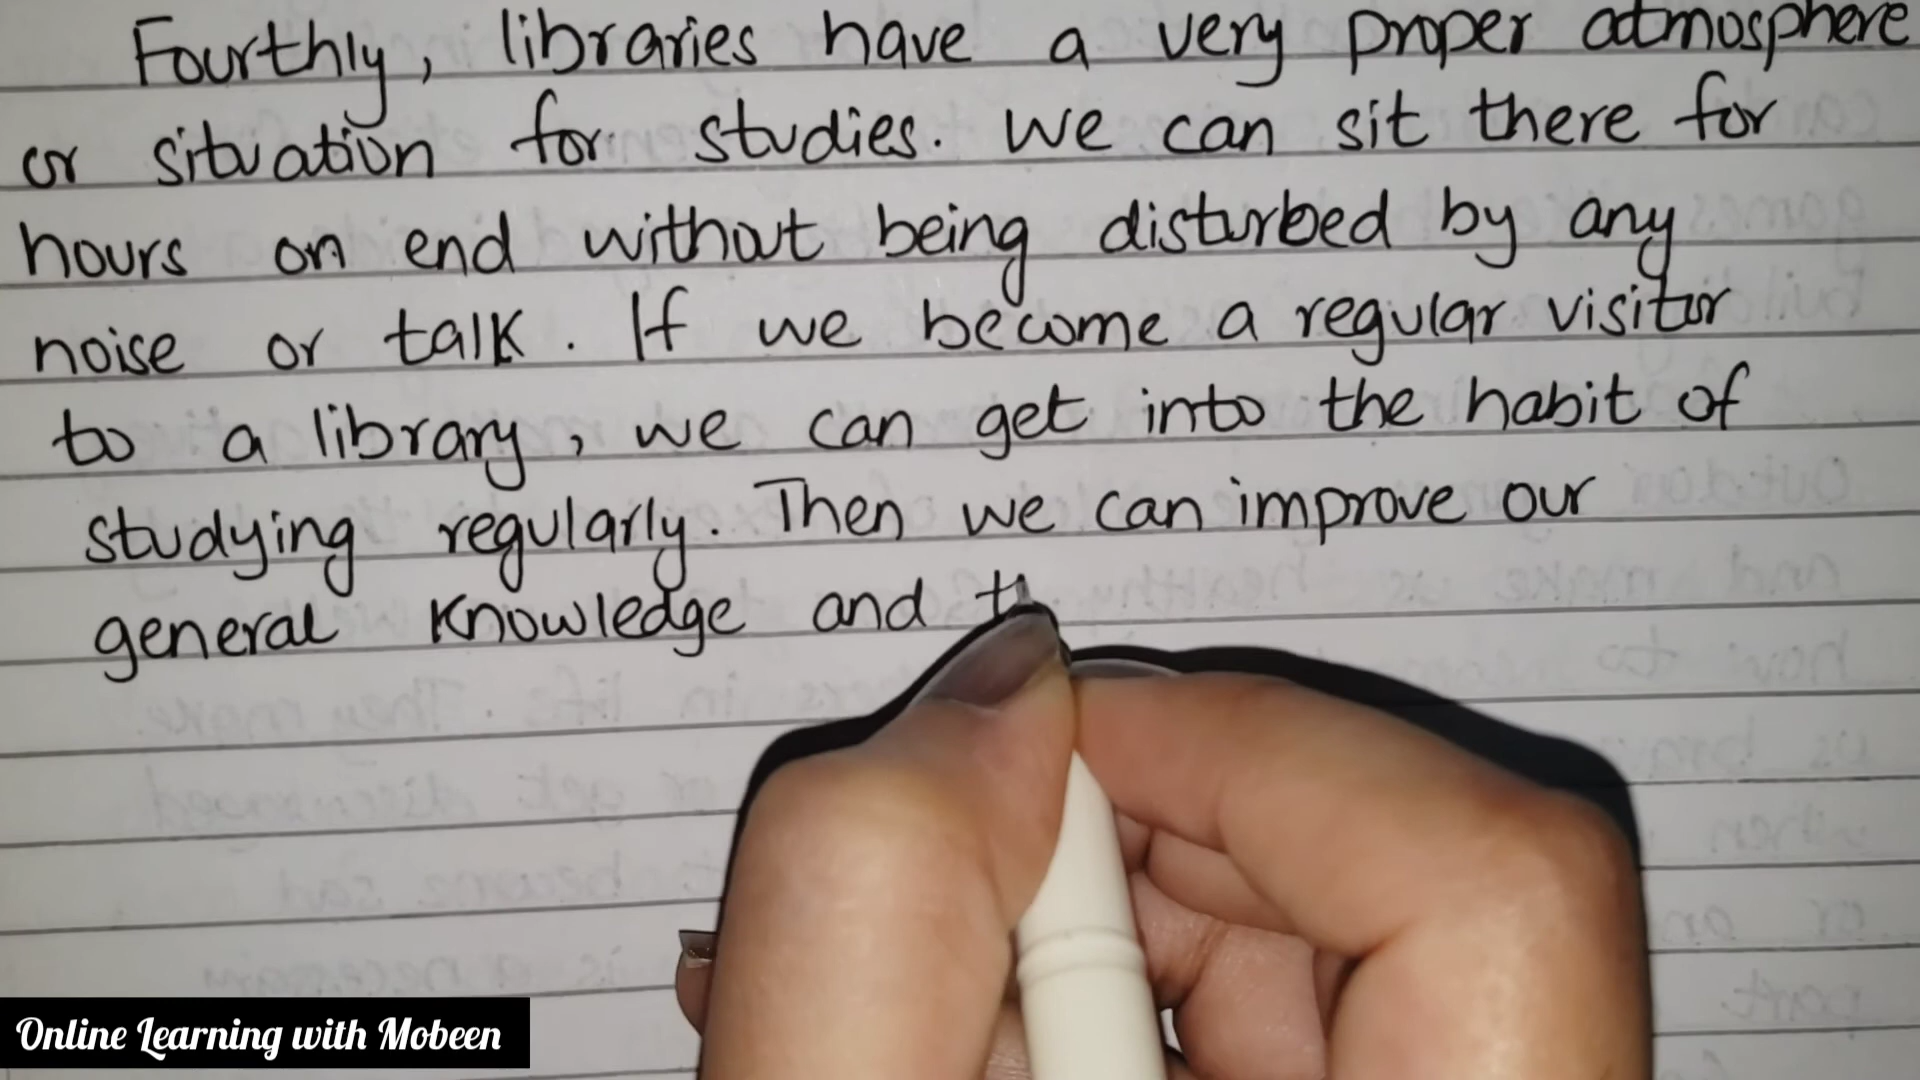 Fourthly, libraries have a very proper atmosphere
or situation for studies. We can sit there for
hours on end without being disturbed by any
noise or talk. If we become a regular visitor
to a library, we can get into the habit of
studying regularly. Then we can improve our
general knowledge and
Online Learning with Mobeen